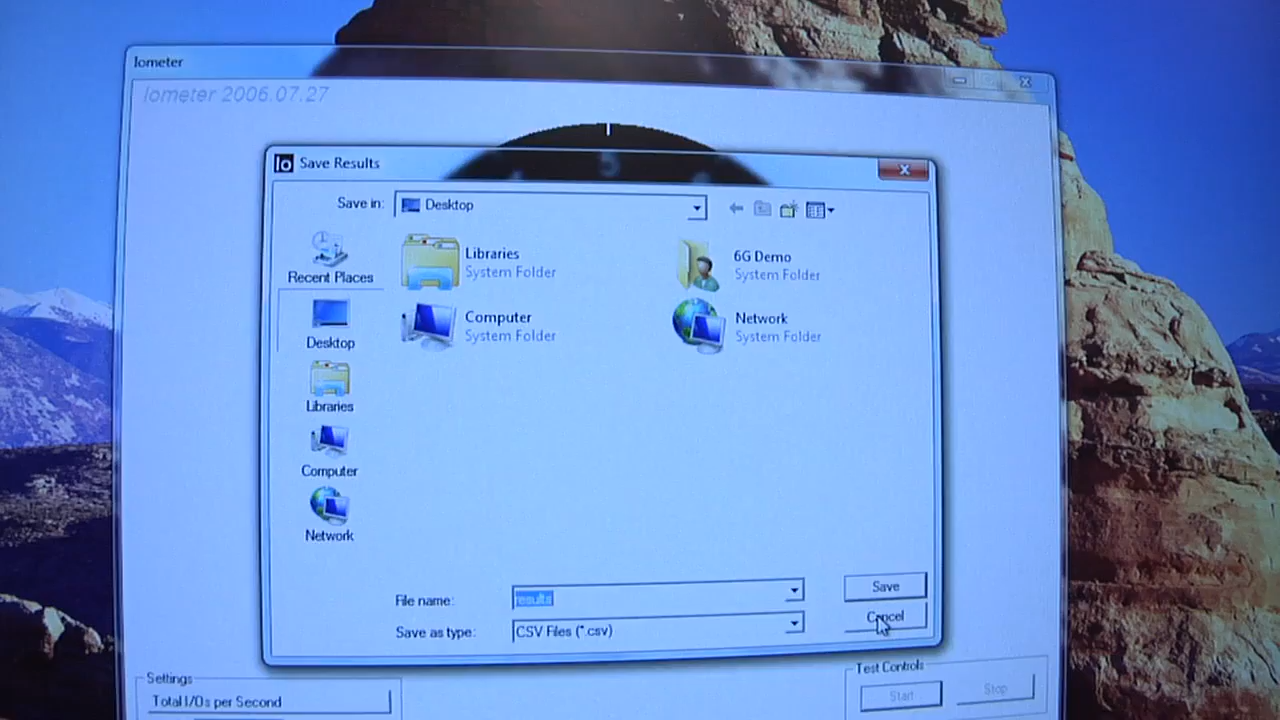 Iometer
Iometer 2006.07.27
5
Io Save Results
Save in: Desktop
Recent Places
Desktop
Libraries
Computer
Network
Libraries
System Folder
6G Demo
System Folder
Computer
System Folder
Network
System Folder
File name: results
Save
Save as type: CSV Files (*.csv)
Cancel
Settings
Total I/Os per Second
Test Controls
Start
Stop